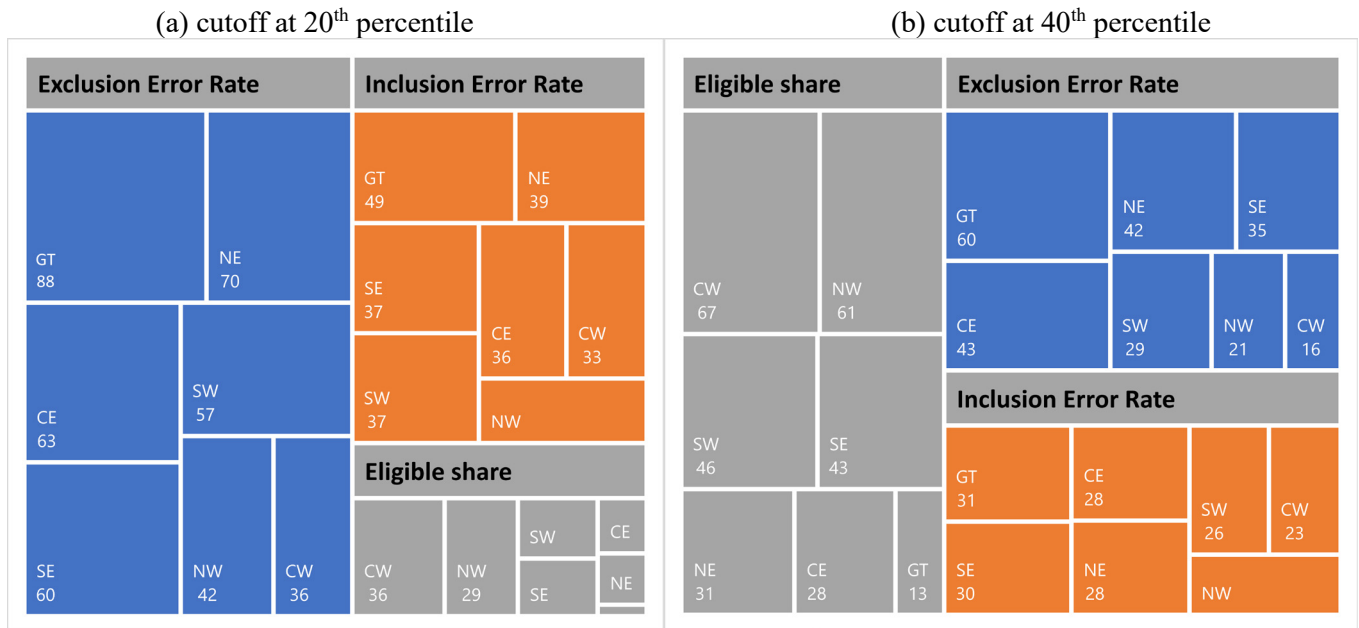 (a) cutoff at 20th percentile
Exclusion Error Rate
GT
88
NE
70
CE
63
SW
57
SE
60
NW
42
CW
36
Inclusion Error Rate
GT
49
NE
39
SE
37
CE
36
CW
33
SW
37
NW
Eligible share
CW
36
NW
29
SW
SE
CE
NE
(b) cutoff at 40th percentile
Eligible share
CW
67
NW
61
SW
46
SE
43
NE
31
CE
28
GT
13
Exclusion Error Rate
GT
60
NE
42
SE
35
CE
43
SW
29
NW
21
CW
16
Inclusion Error Rate
GT
31
CE
28
SW
26
CW
23
SE
30
NE
28
NW